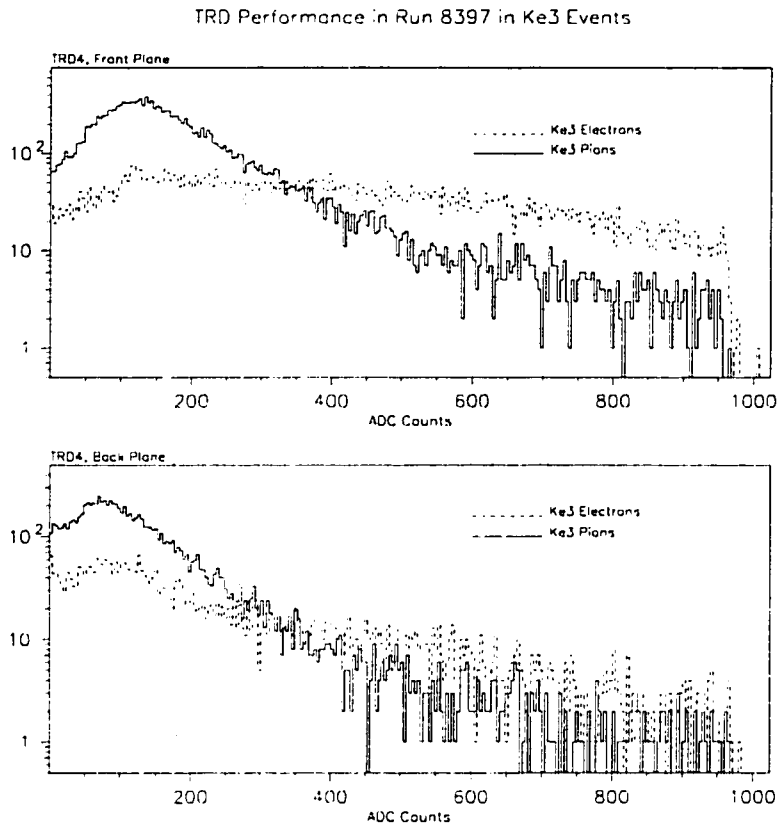 TRD Performance in Run 8397 in Ke3 Events
TRD4, Front Plane
Ke3 Electrons
Ke3 Pions
10²
10
1
200 400 600 800 1000
ADC Counts
TRD4, Back Plane
Ke3 Electrons
Ke3 Pions
10²
10
1
200 400 600 800 1000
ADC Counts